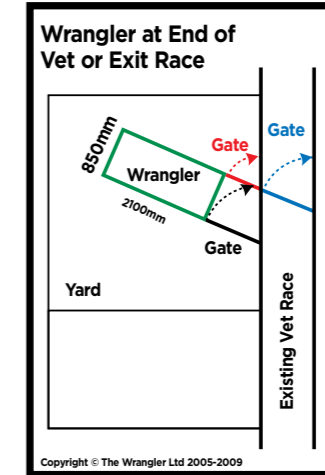 Wrangler at End of
Vet or Exit Race
Gate
Gate
850mm
Wrangler
2100mm
Gate
Yard
Existing Vet Race
Copyright © The Wrangler Ltd 2005-2009